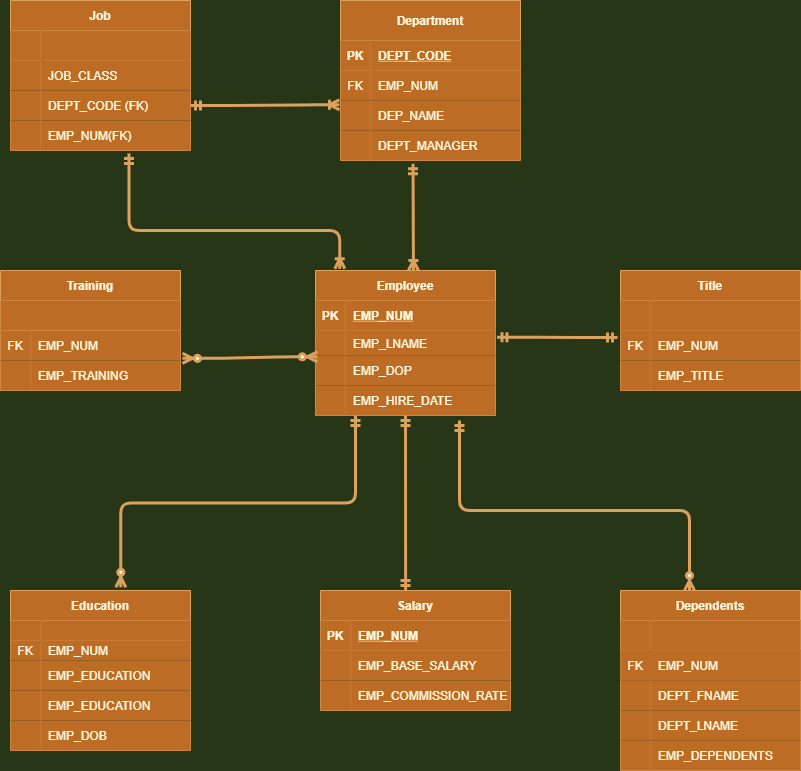 Job
JOB_CLASS
DEPT_CODE (FK)
EMP_NUM(FK)
Department
PK DEPT_CODE
FK EMP_NUM
DEP_NAME
DEPT_MANAGER
Training
FK EMP_NUM
EMP_TRAINING
Employee
PK EMP_NUM
EMP_LNAME
EMP_DOP
EMP_HIRE_DATE
Title
FK EMP_NUM
EMP_TITLE
Education
FK EMP_NUM
EMP_EDUCATION
EMP_EDUCATION
EMP_DOB
Salary
PK EMP_NUM
EMP_BASE_SALARY
EMP_COMMISSION_RATE
Dependents
FK EMP_NUM
DEPT_FNAME
DEPT_LNAME
EMP_DEPENDENTS